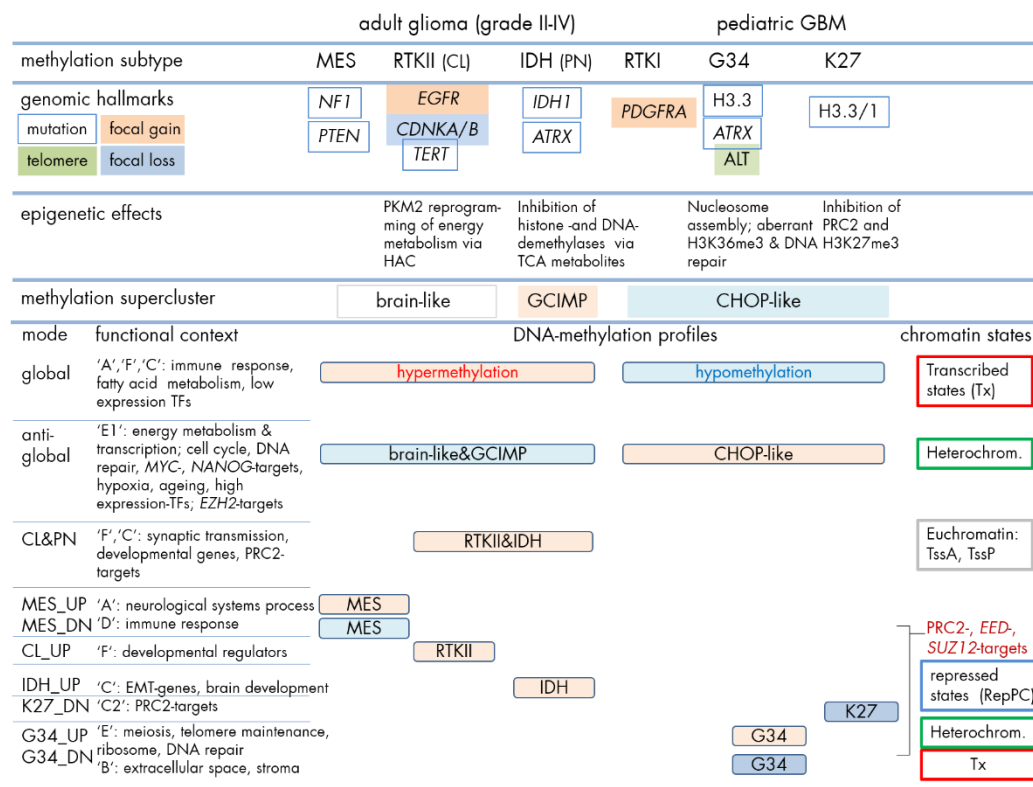 adult glioma (grade II-IV) pediatric GBM
methylation subtype MES RTKII (CL) IDH (PN) RTKI G34 K27
genomic hallmarks
mutation focal gain
telomere focal loss
NF1
PTEN
EGFR
CDNKA/B
TERT
IDH1
ATRX
PDGFRA
H3.3
ATRX
ALT
H3.3/1
epigenetic effects
PKM2 reprogram-
ming of energy
metabolism via
HAC
Inhibition of
histone -and DNA-
demethylases via
TCA metabolites
Nucleosome
assembly; aberrant
H3K36me3 & DNA
repair
Inhibition of
PRC2 and
H3K27me3
methylation supercluster brain-like GCIMP CHOP-like
mode functional context DNA-methylation profiles chromatin states
global
'A','F','C': immune response,
fatty acid metabolism, low
expression TFs
hypermethylation hypomethylation
Transcribed
states (Tx)
anti-
global
'E1': energy metabolism &
transcription; cell cycle, DNA
repair, MYC-, NANOG-targets,
hypoxia, ageing, high
expression-TFs; EZH2-targets
brain-like&GCIMP CHOP-like
Heterochrom.
CL&PN
'F','C': synaptic transmission,
developmental genes, PRC2-
targets
RTKII&IDH
Euchromatin:
TssA, TssP
MES_UP 'A': neurological systems process MES
MES_DN 'D': immune response MES
CL_UP 'F': developmental regulators RTKII
PRC2-, EED-,
SUZ12-targets
IDH_UP 'C': EMT-genes, brain development IDH
repressed
states (RepPC)
K27_DN 'C2': PRC2-targets K27
G34_UP
G34_DN
'E': meiosis, telomere maintenance,
ribosome, DNA repair
'B': extracellular space, stroma
G34
G34
Heterochrom.
Tx